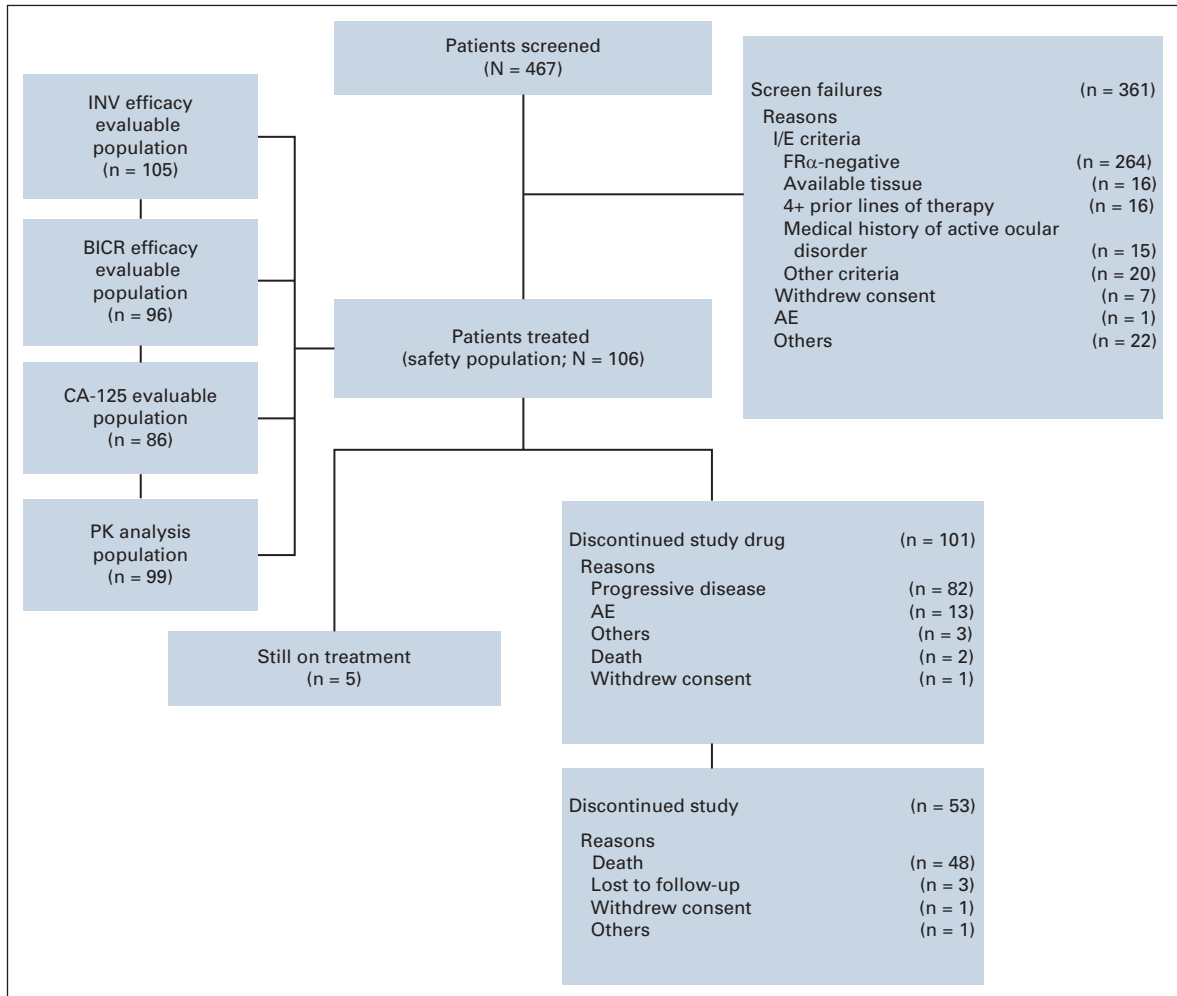 Patients screened
(N = 467)
Screen failures (n = 361)
Reasons
I/E criteria
FRα-negative (n = 264)
Available tissue (n = 16)
4+ prior lines of therapy (n = 16)
Medical history of active ocular
disorder (n = 15)
Other criteria (n = 20)
Withdrew consent (n = 7)
AE (n = 1)
Others (n = 22)
INV efficacy
evaluable
population
(n = 105)
BICR efficacy
evaluable
population
(n = 96)
CA-125 evaluable
population
(n = 86)
PK analysis
population
(n = 99)
Patients treated
(safety population; N = 106)
Still on treatment
(n = 5)
Discontinued study drug (n = 101)
Reasons
Progressive disease (n = 82)
AE (n = 13)
Others (n = 3)
Death (n = 2)
Withdrew consent (n = 1)
Discontinued study (n = 53)
Reasons
Death (n = 48)
Lost to follow-up (n = 3)
Withdrew consent (n = 1)
Others (n = 1)